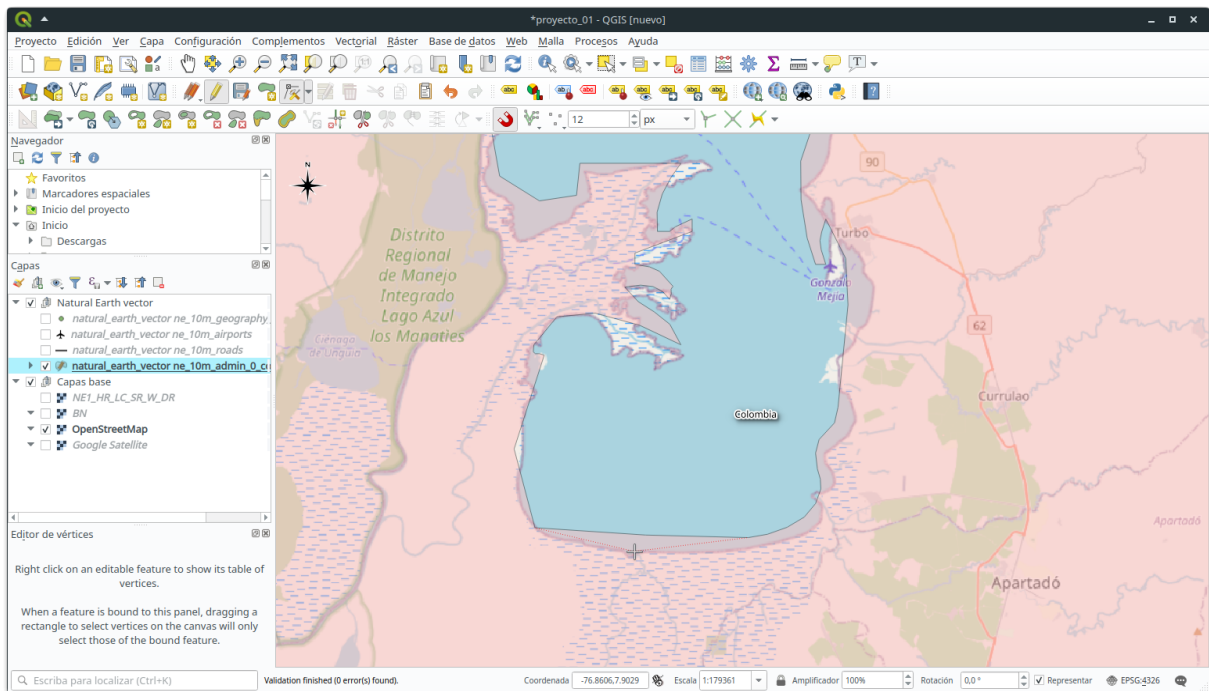 *proyecto_01 - QGIS [nuevo]
Proyecto Edición Ver Capa Configuración Complementos Vectorial Ráster Base de datos Web Malla Procesos Ayuda
12 px
Navegador
Favoritos
Marcadores espaciales
Inicio del proyecto
Inicio
Descargas
Capas
Natural Earth vector
natural_earth_vector ne_10m_geography_
natural_earth_vector ne_10m_airports
natural_earth_vector ne_10m_roads
natural_earth_vector ne_10m_admin_0_c
Capas base
NE1_HR_LC_SR_W_DR
BN
OpenStreetMap
Google Satellite
Editor de vértices
Right click on an editable feature to show its table of
vertices.
When a feature is bound to this panel, dragging a
rectangle to select vertices on the canvas will only
select those of the bound feature.
N
90
Turbo
Distrito
Regional
de Manejo
Integrado
Lago Azul
los Manaties
Gonzalo
Mejia
62
Ciénaga
de Unguía
Currulao
Colombia
Apartadó
Apartadó
Escriba para localizar (Ctrl+K)
Validation finished (0 error(s) found).
Coordenada -76.8606,7.9029
Escala 1:179361
Amplificador 100%
Rotación 0,0 °
Representar
EPSG:4326